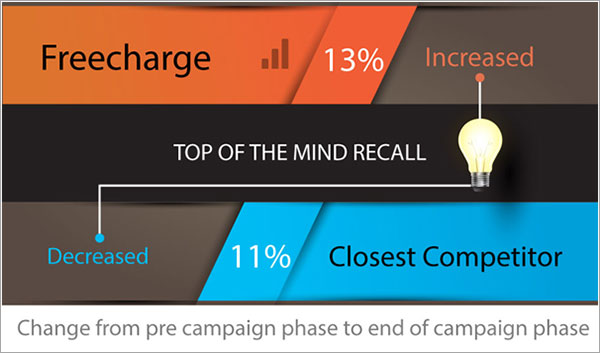 Freecharge 13% Increased
TOP OF THE MIND RECALL
Decreased 11% Closest Competitor
Change from pre campaign phase to end of campaign phase